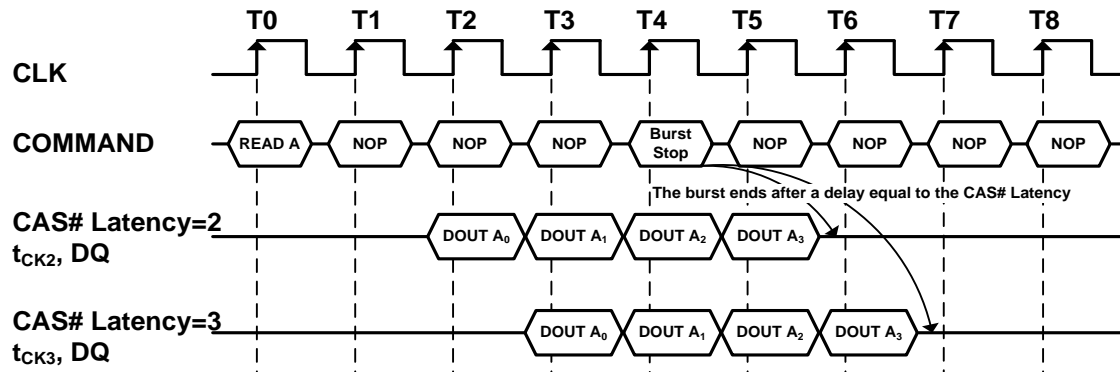 T0 T1 T2 T3 T4 T5 T6 T7 T8
CLK
COMMAND READ A NOP NOP NOP Burst Stop NOP NOP NOP NOP
The burst ends after a delay equal to the CAS# Latency
CAS# Latency=2
tCK2, DQ DOUT A0 DOUT A1 DOUT A2 DOUT A3
CAS# Latency=3
tCK3, DQ DOUT A0 DOUT A1 DOUT A2 DOUT A3